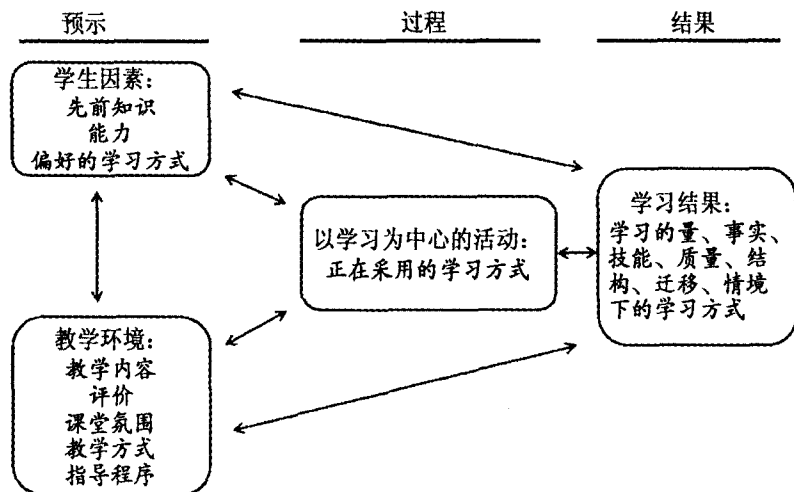 预示
过程
结果
学生因素：
先前知识
能力
偏好的学习方式
以学习为中心的活动：
正在采用的学习方式
学习结果：
学习的量、事实、
技能、质量、结
构、迁移、情境
下的学习方式
教学环境：
教学内容
评价
课堂氛围
教学方式
指导程序